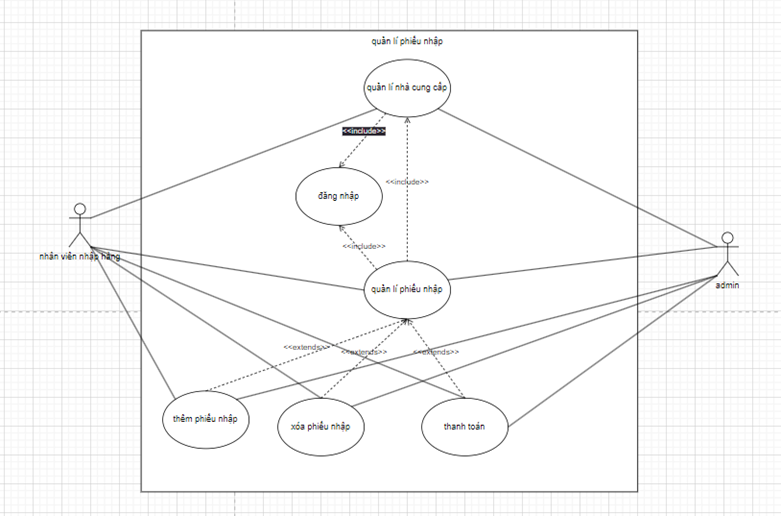 quản lí phiếu nhập
quản lí nhà cung cấp
<<include>>
<<include>>
đăng nhập
<<include>>
nhân viên nhập hàng
admin
quản lí phiếu nhập
<<extends>>
<<extends>>
<<extends>>
thêm phiếu nhập
xóa phiếu nhập
thanh toán